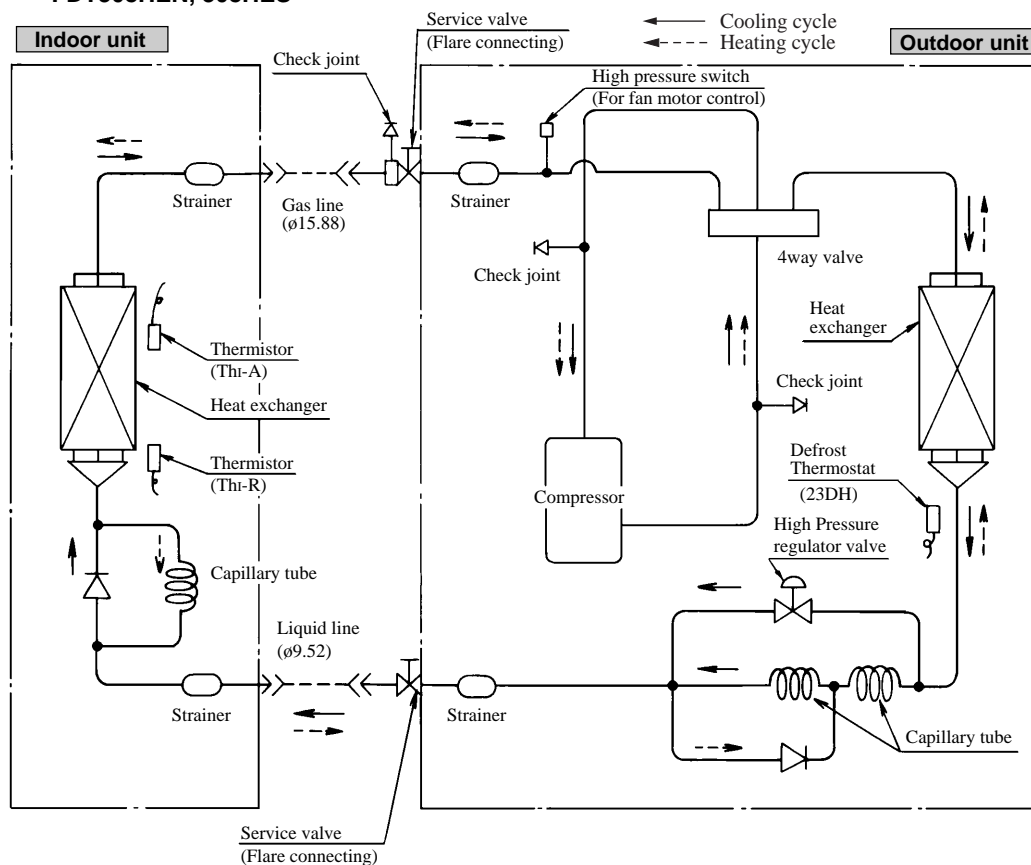 Service valve
(Flare connecting)
Cooling cycle
Heating cycle
Indoor unit
Outdoor unit
Check joint
High pressure switch
(For fan motor control)
Strainer
Gas line
(ø15.88)
Strainer
4way valve
Check joint
Heat
exchanger
Thermistor
(ThI-A)
Heat exchanger
Check joint
Thermistor
(ThI-R)
Defrost
Thermostat
(23DH)
Compressor
High Pressure
regulator valve
Capillary tube
Liquid line
(ø9.52)
Strainer
Strainer
Capillary tube
Service valve
(Flare connecting)